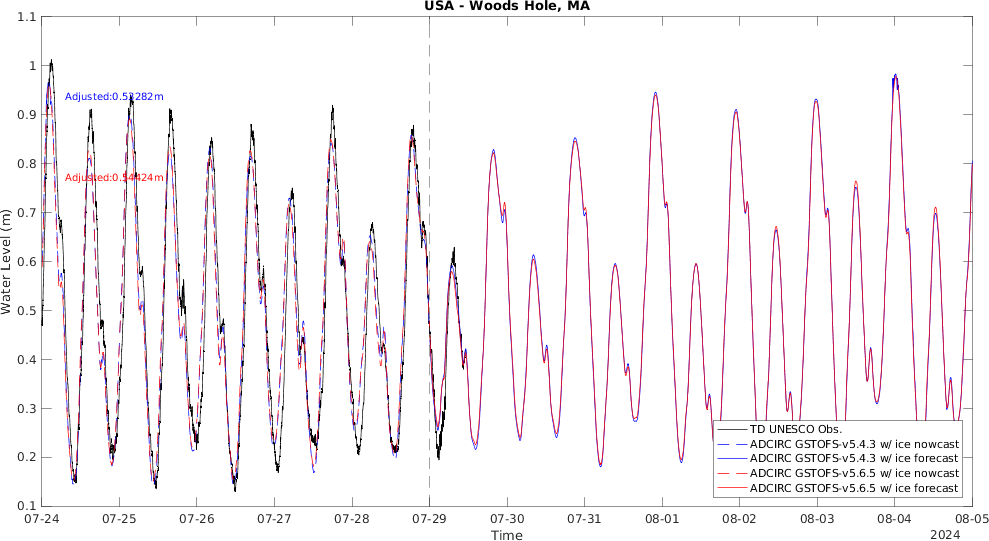 USA - Woods Hole, MA
1.1
1
0.9
0.8
0.7
0.6
0.5
0.4
0.3
0.2
0.1
Water Level (m)
Adjusted:0.53282m
Adjusted:0.54424m
TD UNESCO Obs.
ADCIRC GSTOFS-v5.4.3 w/ ice nowcast
ADCIRC GSTOFS-v5.4.3 w/ ice forecast
ADCIRC GSTOFS-v5.6.5 w/ ice nowcast
ADCIRC GSTOFS-v5.6.5 w/ ice forecast
07-24 07-25 07-26 07-27 07-28 07-29 07-30 07-31 08-01 08-02 08-03 08-04 08-05
Time
2024